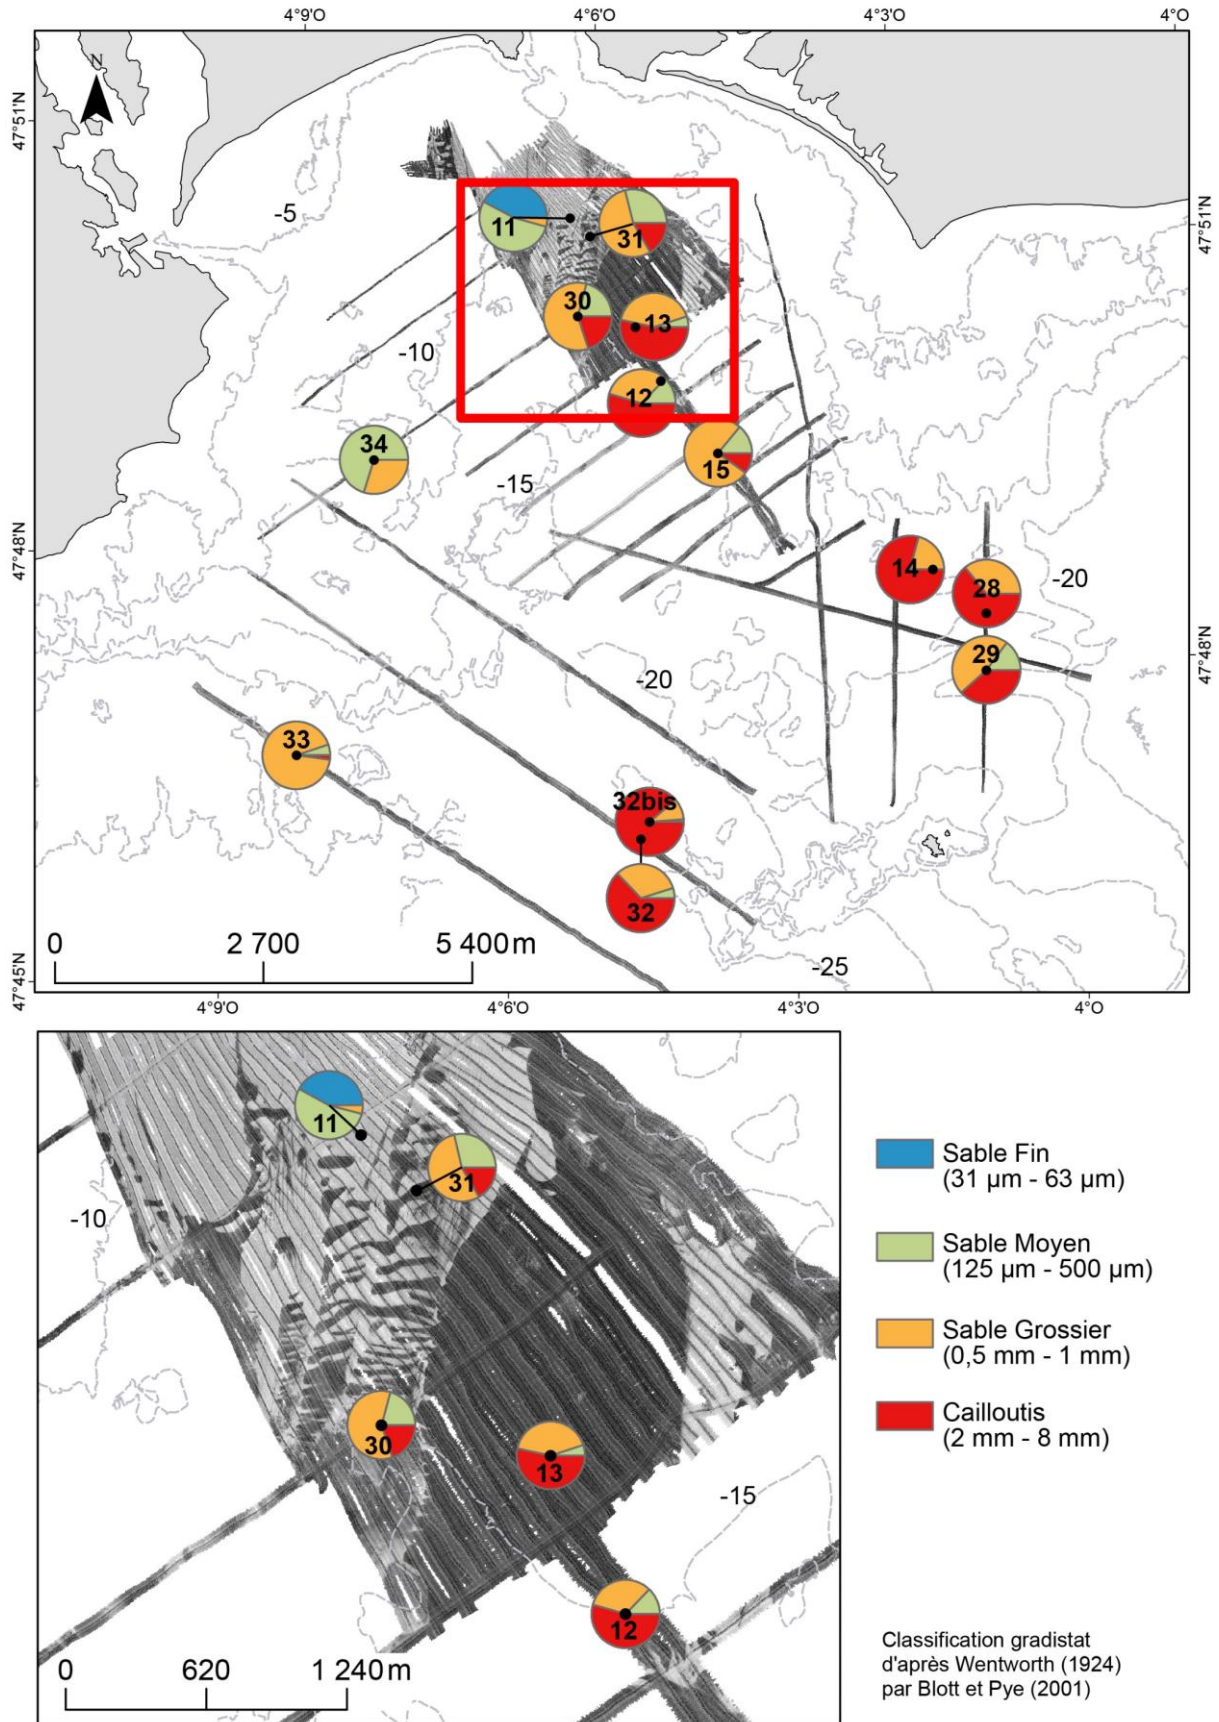 4°9'O
4°6'O
4°3'O
4°O
N
47°51'N
47°51'N
-5
11
31
30
13
-10
12
34
15
-15
47°48'N
14
28
-20
29
47°48'N
-20
33
32bis
32
0
2 700
5 400m
-25
47°45'N
4°9'O
4°6'O
4°3'O
4°O
11
31
-10
30
13
-15
12
0
620
1 240m
Sable Fin
(31 µm - 63 µm)
Sable Moyen
(125 µm - 500 µm)
Sable Grossier
(0,5 mm - 1 mm)
Cailloutis
(2 mm - 8 mm)
Classification gradistat
d'après Wentworth (1924)
par Blott et Pye (2001)